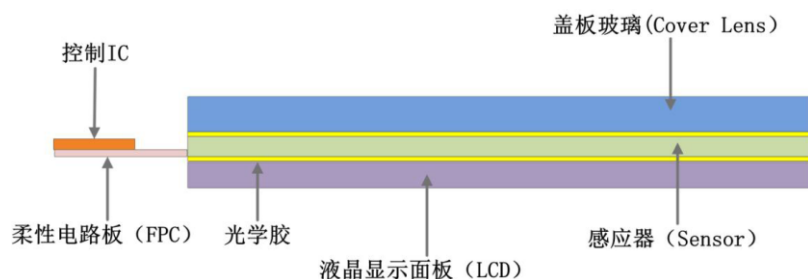 盖板玻璃(Cover Lens)
控制IC
柔性电路板（FPC）
光学胶
感应器（Sensor）
液晶显示面板（LCD）